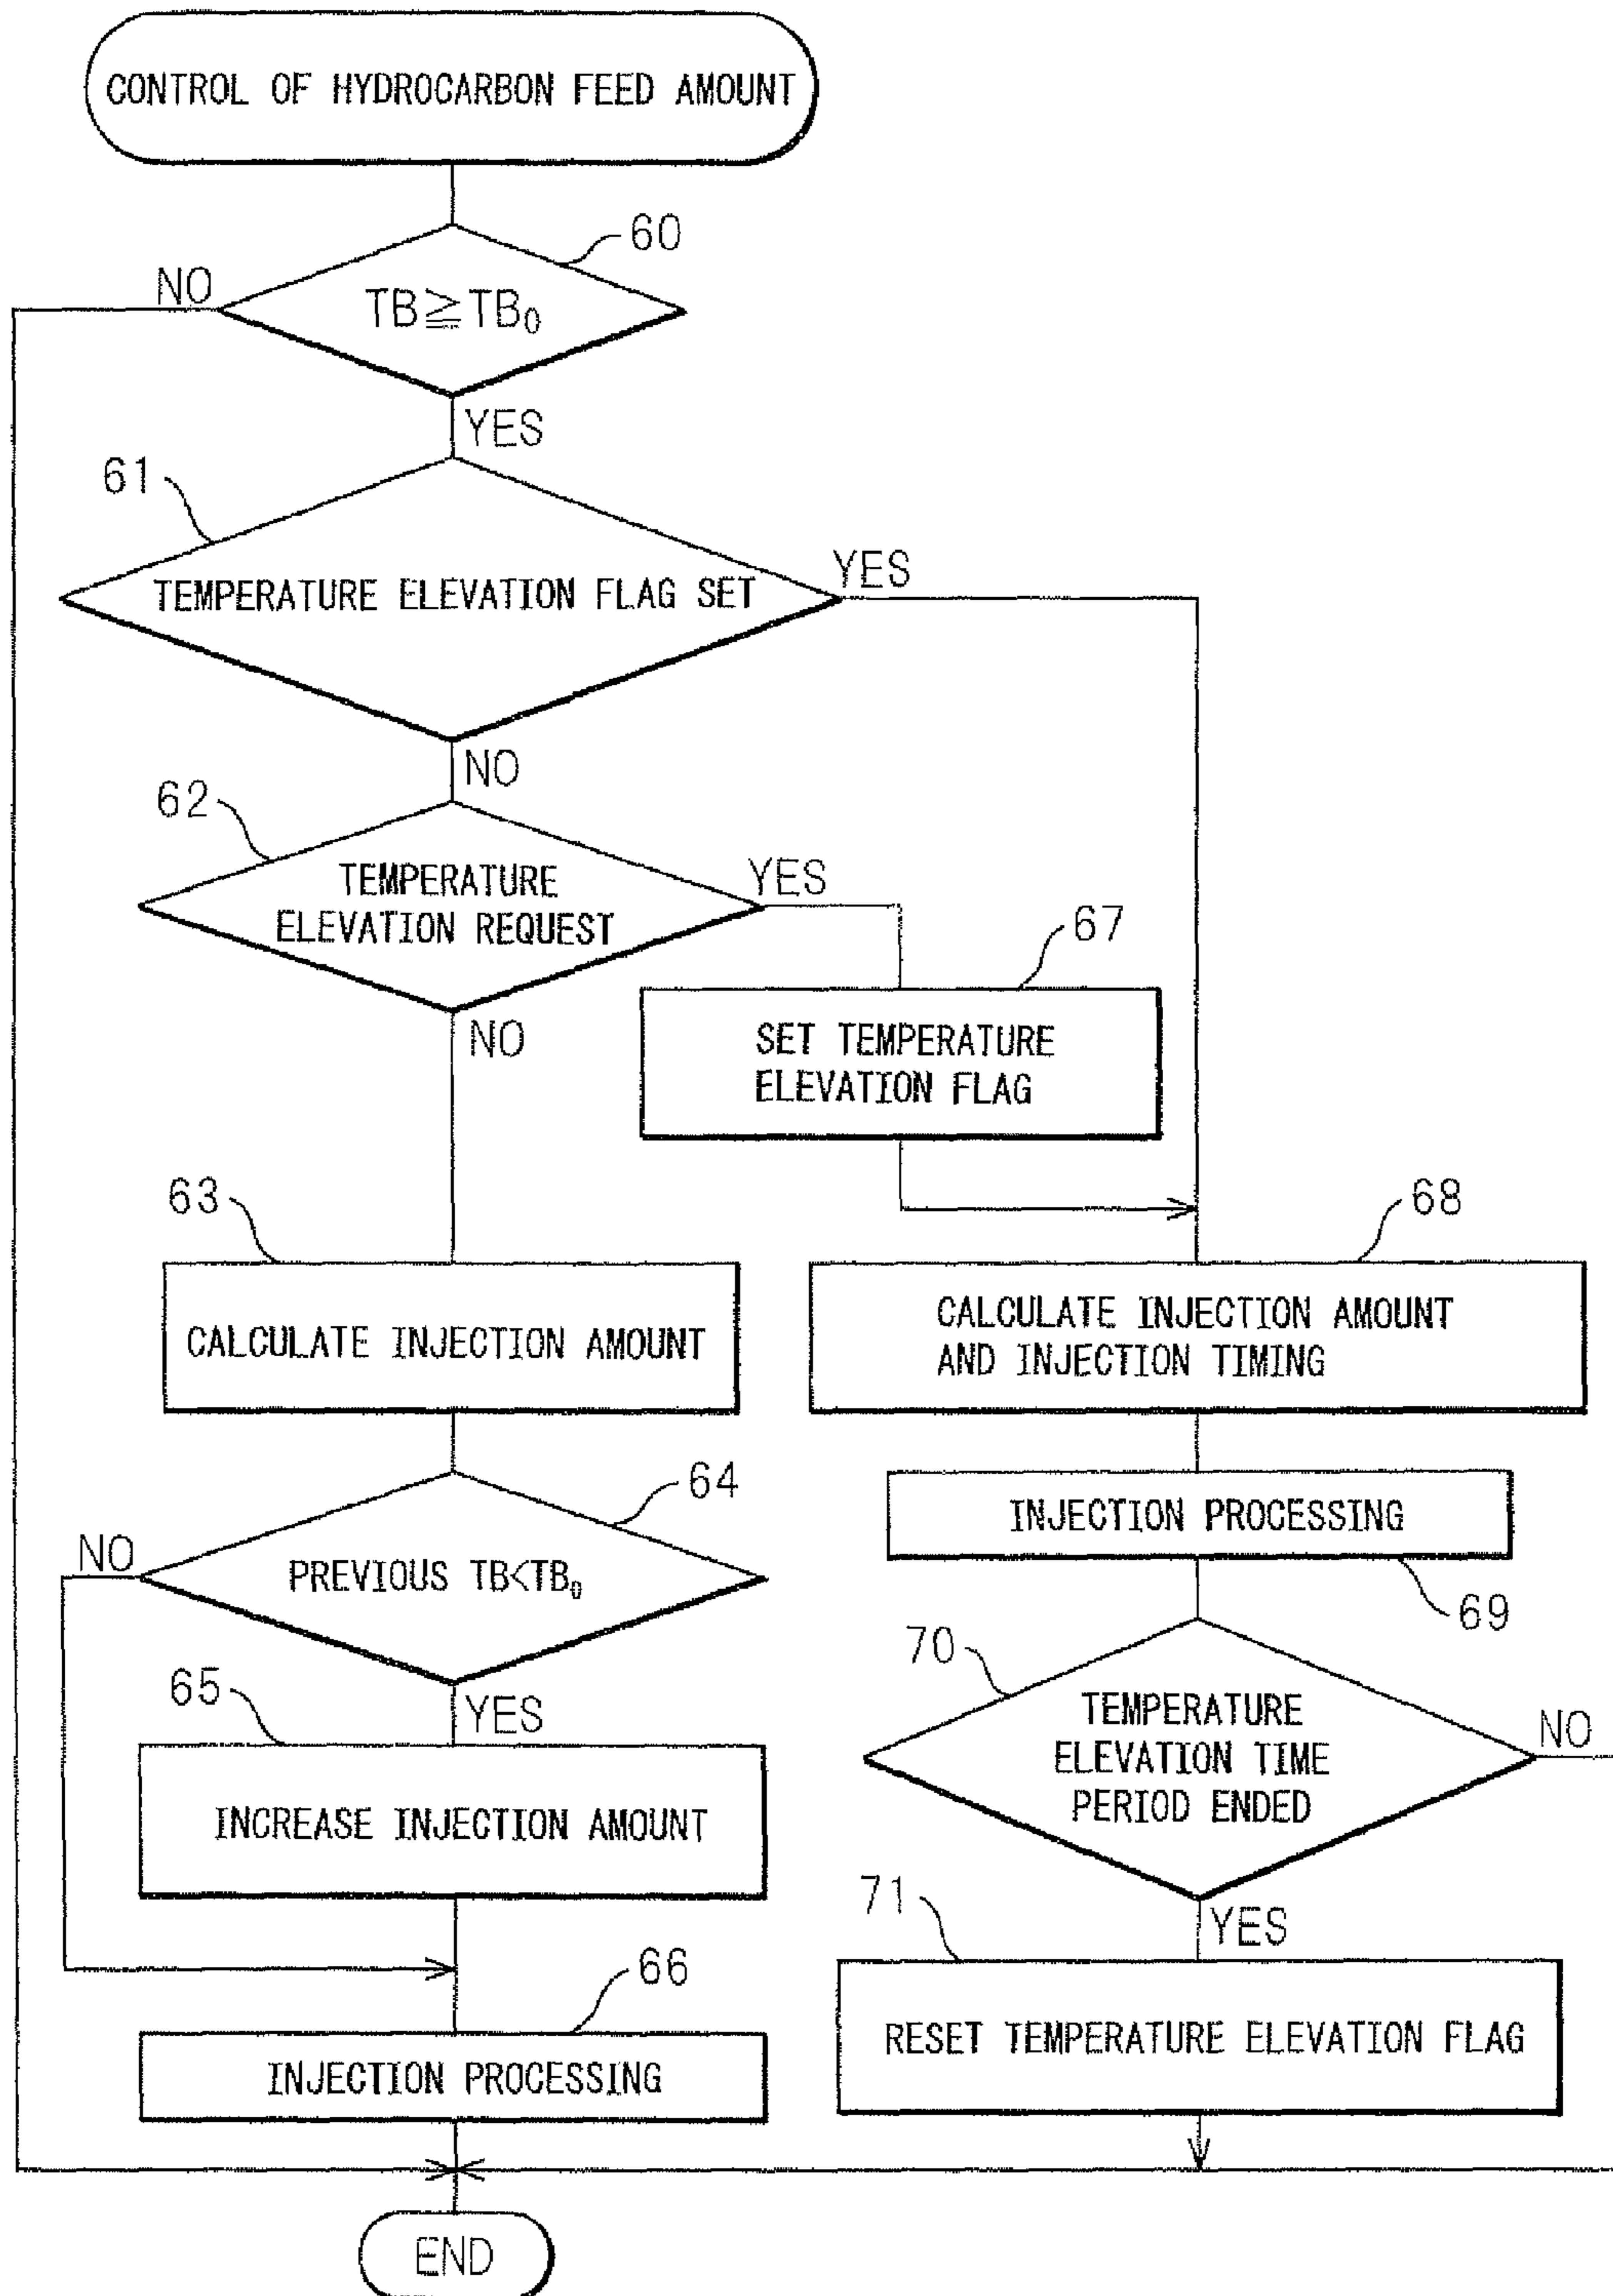 CONTROL OF HYDROCARBON FEED AMOUNT
60
NO
TB≧TB₀
YES
61
TEMPERATURE ELEVATION FLAG SET
YES
NO
62
TEMPERATURE
ELEVATION REQUEST
YES
NO
67
SET TEMPERATURE
ELEVATION FLAG
63
CALCULATE INJECTION AMOUNT
68
CALCULATE INJECTION AMOUNT
AND INJECTION TIMING
64
NO
PREVIOUS TB<TB₀
YES
INJECTION PROCESSING
69
65
INCREASE INJECTION AMOUNT
70
TEMPERATURE
ELEVATION TIME
PERIOD ENDED
NO
YES
66
INJECTION PROCESSING
71
RESET TEMPERATURE ELEVATION FLAG
END